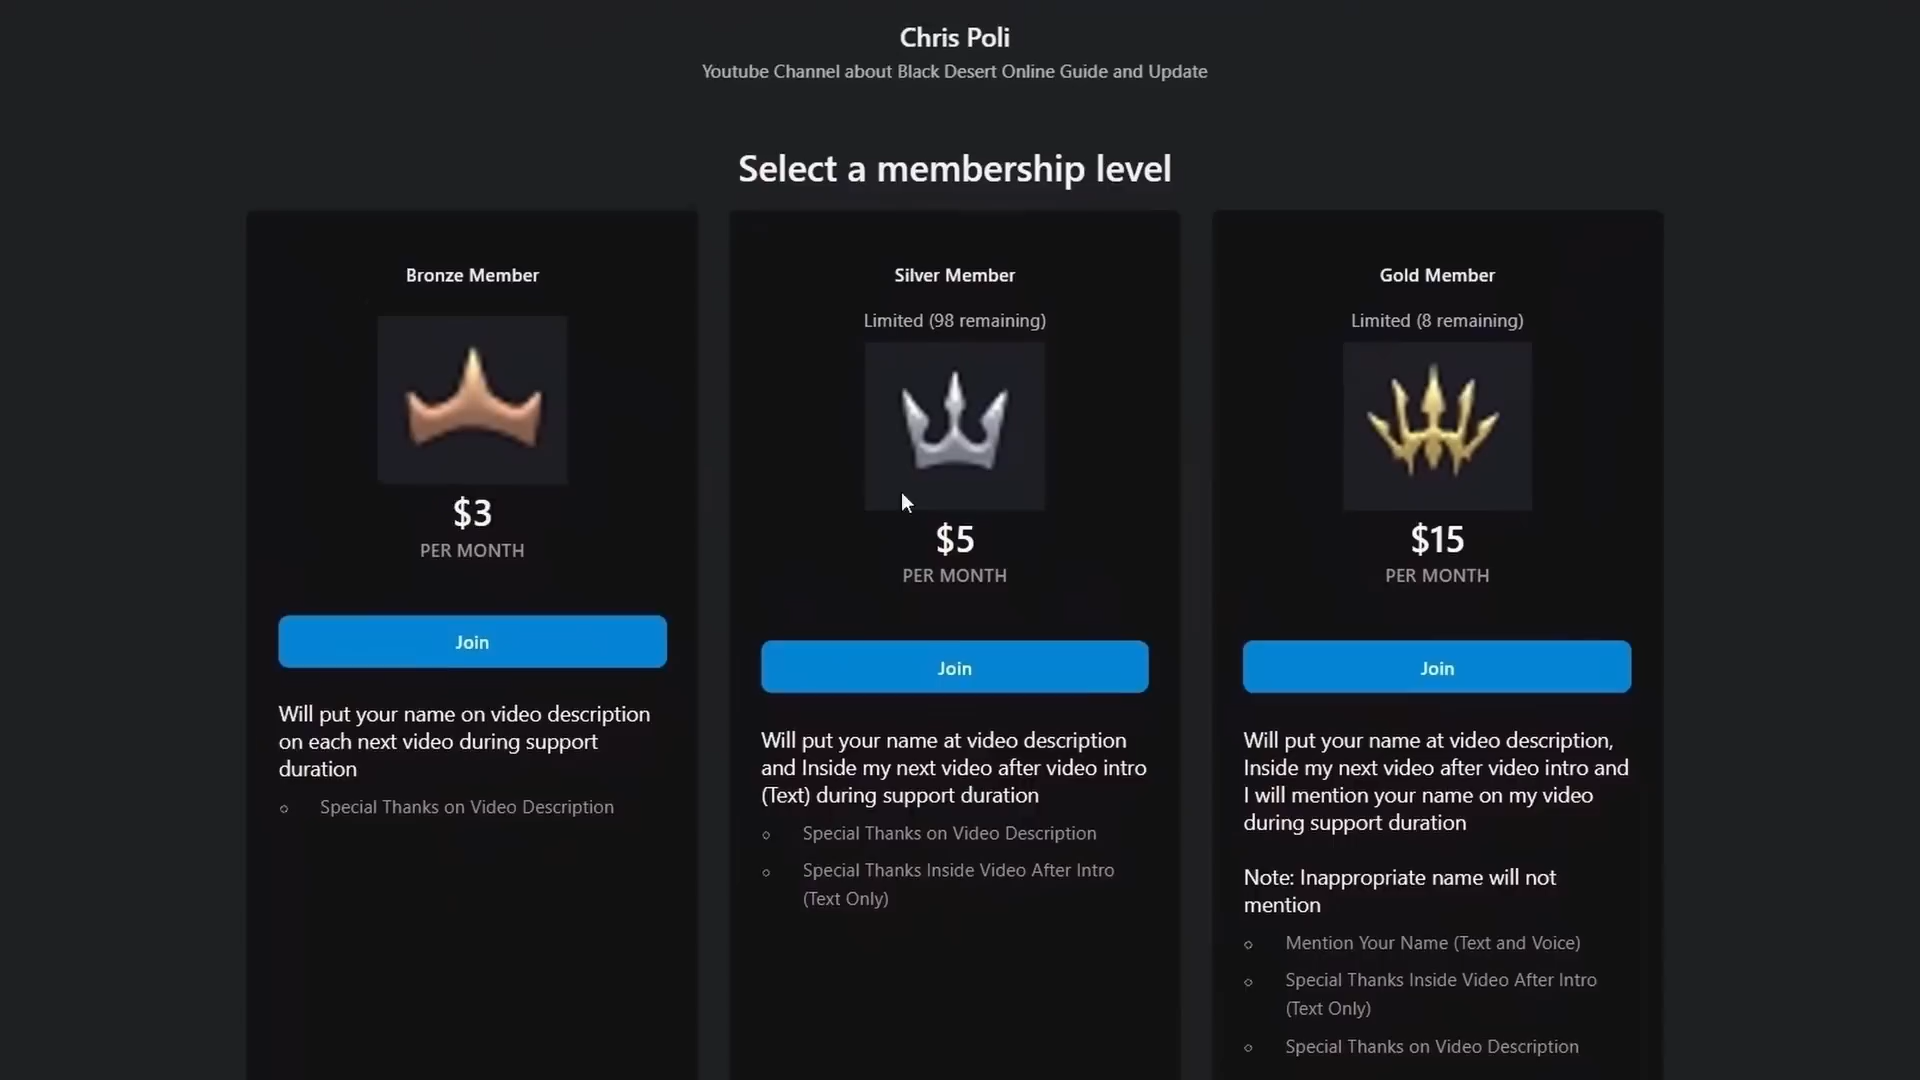 Chris Poli
Youtube Channel about Black Desert Online Guide and Update
Select a membership level
Bronze Member
$3
PER MONTH
Join
Will put your name on video description
on each next video during support
duration
Special Thanks on Video Description
Silver Member
Limited (98 remaining)
$5
PER MONTH
Join
Will put your name at video description
and Inside my next video after video intro
(Text) during support duration
Special Thanks on Video Description
Special Thanks Inside Video After Intro
(Text Only)
Gold Member
Limited (8 remaining)
$15
PER MONTH
Join
Will put your name at video description,
Inside my next video after video intro and
I will mention your name on my video
during support duration
Note: Inappropriate name will not
mention
Mention Your Name (Text and Voice)
Special Thanks Inside Video After Intro
(Text Only)
Special Thanks on Video Description